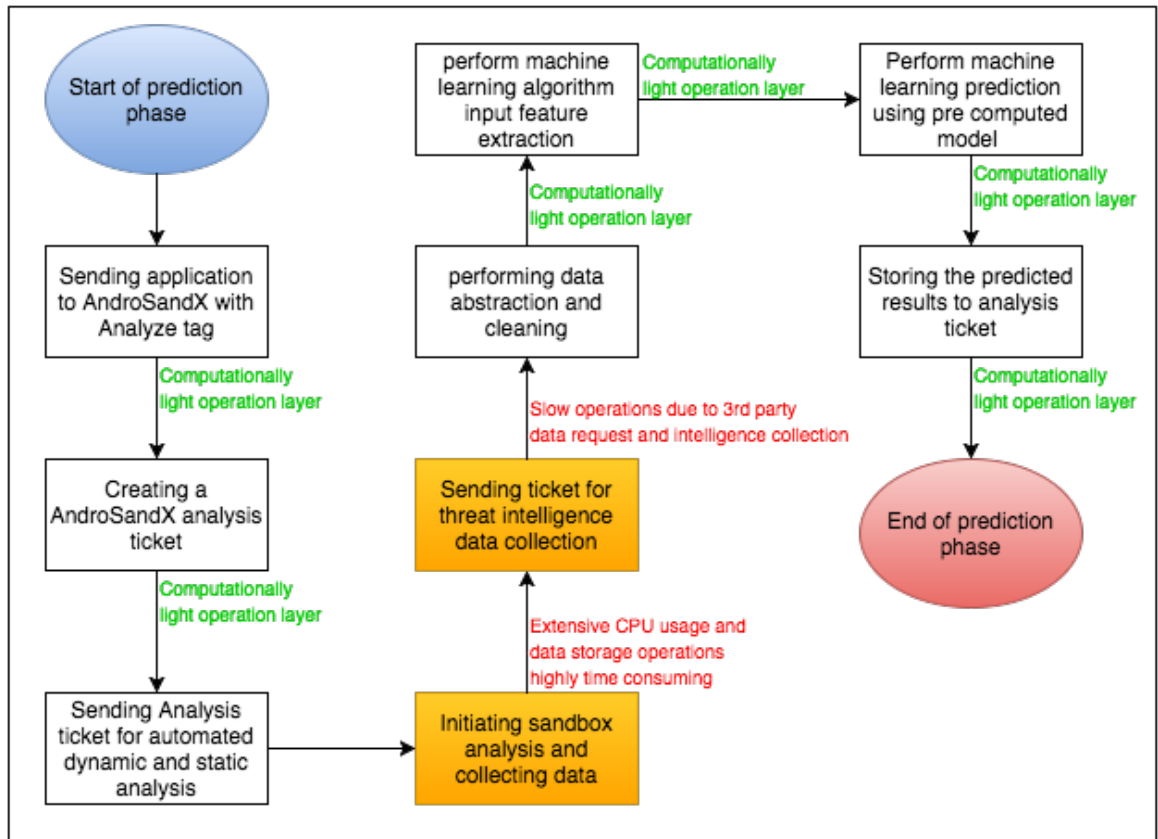 Start of prediction
phase
Sending application
to AndroSandX with
Analyze tag
Computationally
light operation layer
Creating a
AndroSandX analysis
ticket
Computationally
light operation layer
Sending Analysis
ticket for automated
dynamic and static
analysis
Initiating sandbox
analysis and
collecting data
Extensive CPU usage and
data storage operations
highly time consuming
Sending ticket for
threat intelligence
data collection
Slow operations due to 3rd party
data request and intelligence collection
performing data
abstraction and
cleaning
Computationally
light operation layer
perform machine
learning algorithm
input feature
extraction
Computationally
light operation layer
Perform machine
learning prediction
using pre computed
model
Computationally
light operation layer
Storing the predicted
results to analysis
ticket
Computationally
light operation layer
End of prediction
phase